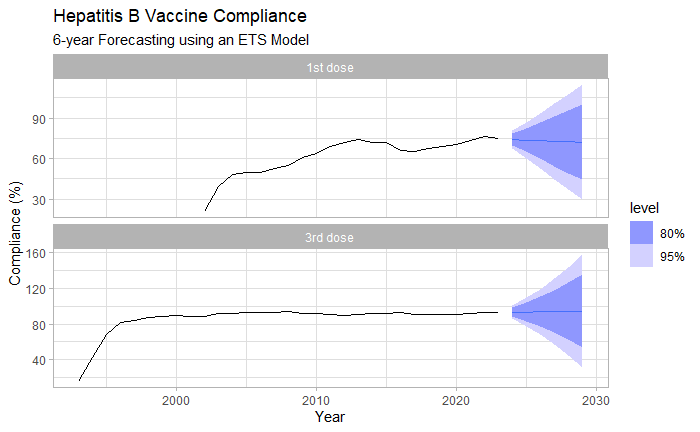 Hepatitis B Vaccine Compliance
6-year Forecasting using an ETS Model
1st dose
90
60
30
3rd dose
160
120
80
40
2000 2010 2020 2030
Year
Compliance (%)
level
80%
95%